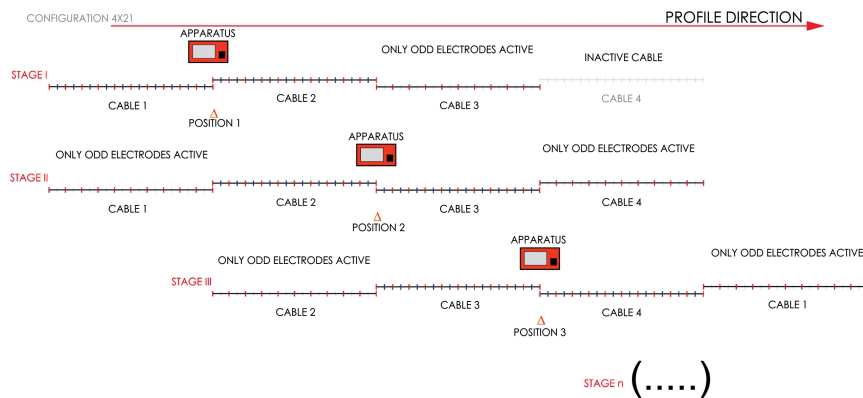 CONFIGURATION 4X21
PROFILE DIRECTION
APPARATUS
ONLY ODD ELECTRODES ACTIVE
INACTIVE CABLE
STAGE I
CABLE 1
CABLE 2
CABLE 3
CABLE 4
POSITION 1
APPARATUS
ONLY ODD ELECTRODES ACTIVE
ONLY ODD ELECTRODES ACTIVE
STAGE II
CABLE 1
CABLE 2
CABLE 3
CABLE 4
POSITION 2
APPARATUS
ONLY ODD ELECTRODES ACTIVE
ONLY ODD ELECTRODES ACTIVE
STAGE III
CABLE 2
CABLE 3
CABLE 4
CABLE 1
POSITION 3
STAGE n (.....)